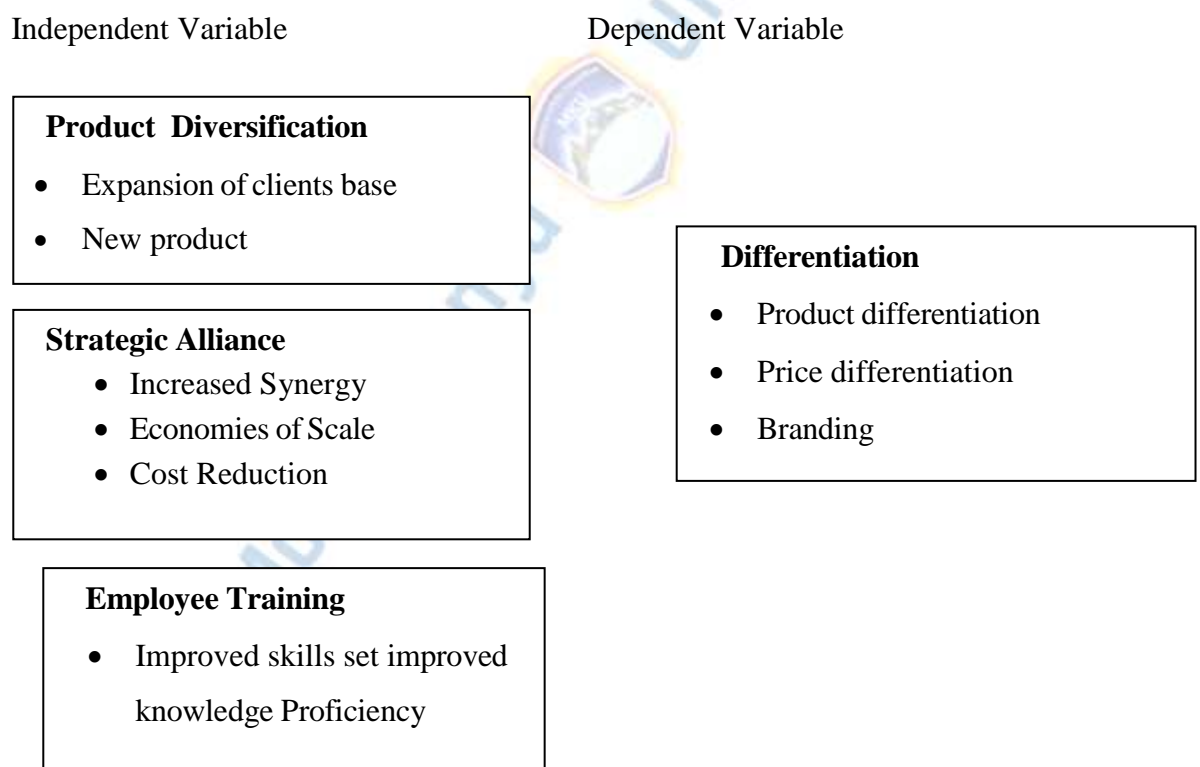 Independent Variable
Dependent Variable
Product Diversification
• Expansion of clients base
• New product
Strategic Alliance
• Increased Synergy
• Economies of Scale
• Cost Reduction
Employee Training
• Improved skills set improved
knowledge Proficiency
Differentiation
• Product differentiation
• Price differentiation
• Branding